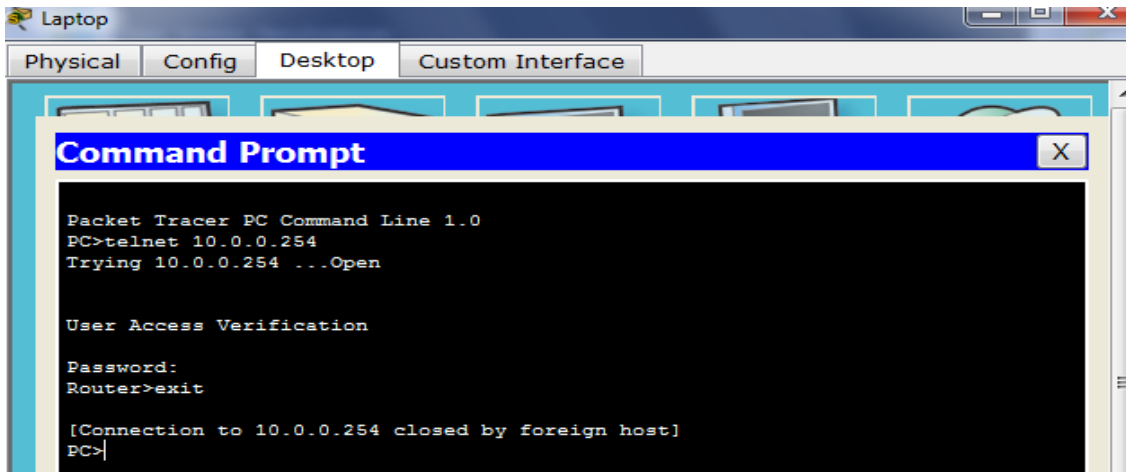 Laptop
Physical Config Desktop Custom Interface
Command Prompt X
Packet Tracer PC Command Line 1.0
PC>telnet 10.0.0.254
Trying 10.0.0.254 ...Open
User Access Verification
Password:
Router>exit
[Connection to 10.0.0.254 closed by foreign host]
PC>